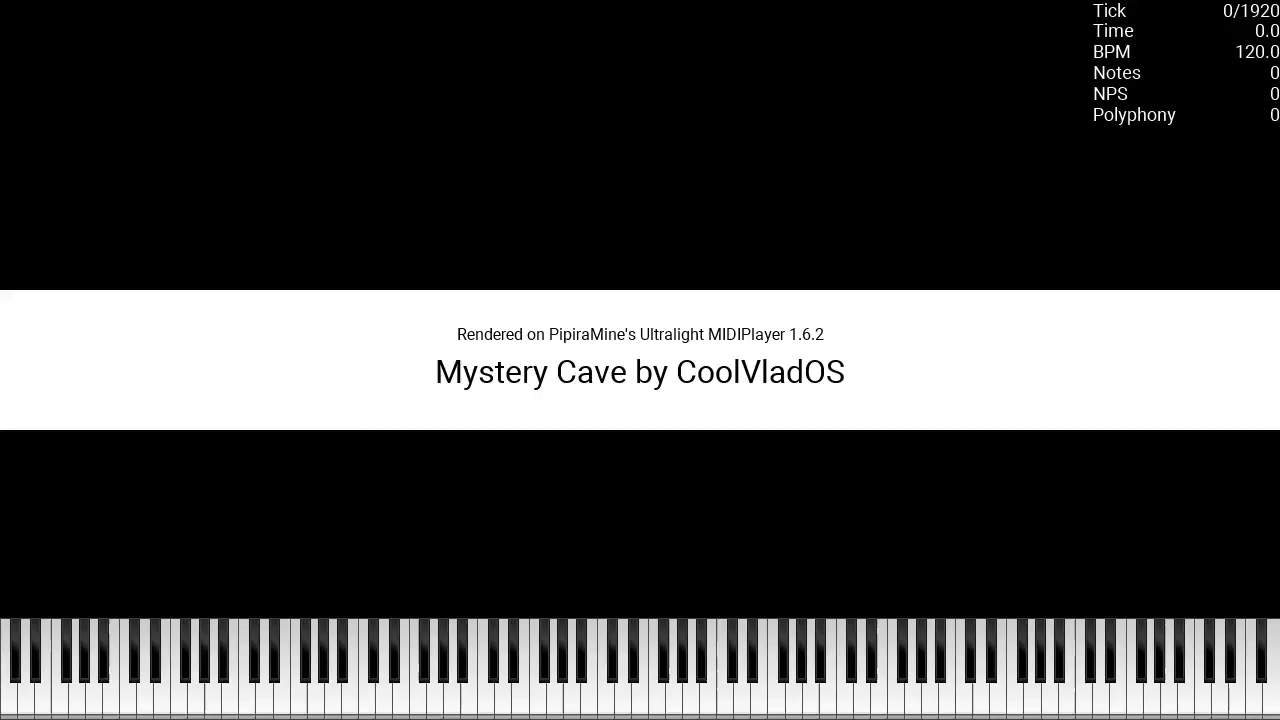 Tick 0/1920
Time 0.0
BPM 120.0
Notes 0
NPS 0
Polyphony 0
Rendered on PipiraMine's Ultralight MIDIPlayer 1.6.2
Mystery Cave by CoolVladOS